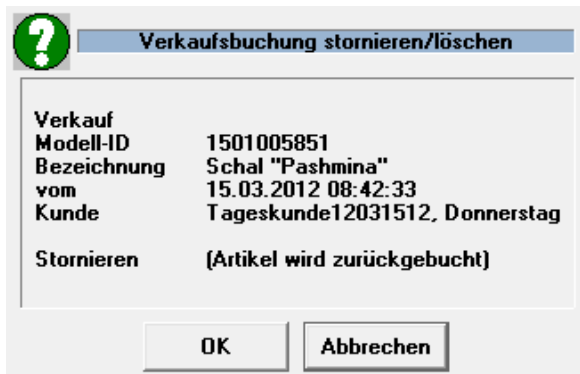 Verkaufsbuchung stornieren/löschen
Verkauf
Modell-ID 1501005851
Bezeichnung Schal "Pashmina"
vom 15.03.2012 08:42:33
Kunde Tageskunde12031512, Donnerstag
Stornieren (Artikel wird zurückgebucht)
OK Abbrechen